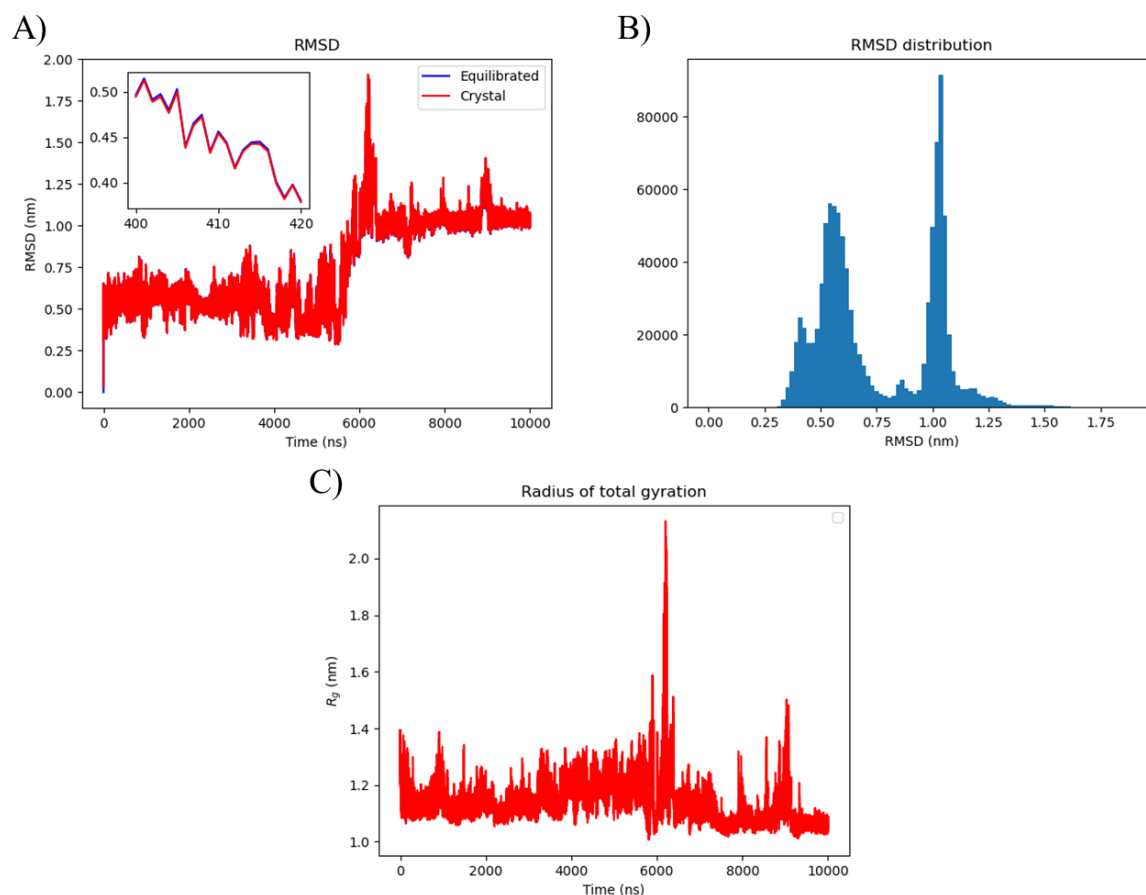 A)
RMSD
2.00
1.75
1.50
1.25
1.00
0.75
0.50
0.25
0.00
RMSD (nm)
0.50
0.45
0.40
400 410 420
Equilibrated
Crystal
0 2000 4000 6000 8000 10000
Time (ns)
B)
RMSD distribution
80000
60000
40000
20000
0
0.00 0.25 0.50 0.75 1.00 1.25 1.50 1.75
RMSD (nm)
C)
Radius of total gyration
2.0
1.8
1.6
1.4
1.2
1.0
Rg (nm)
0 2000 4000 6000 8000 10000
Time (ns)